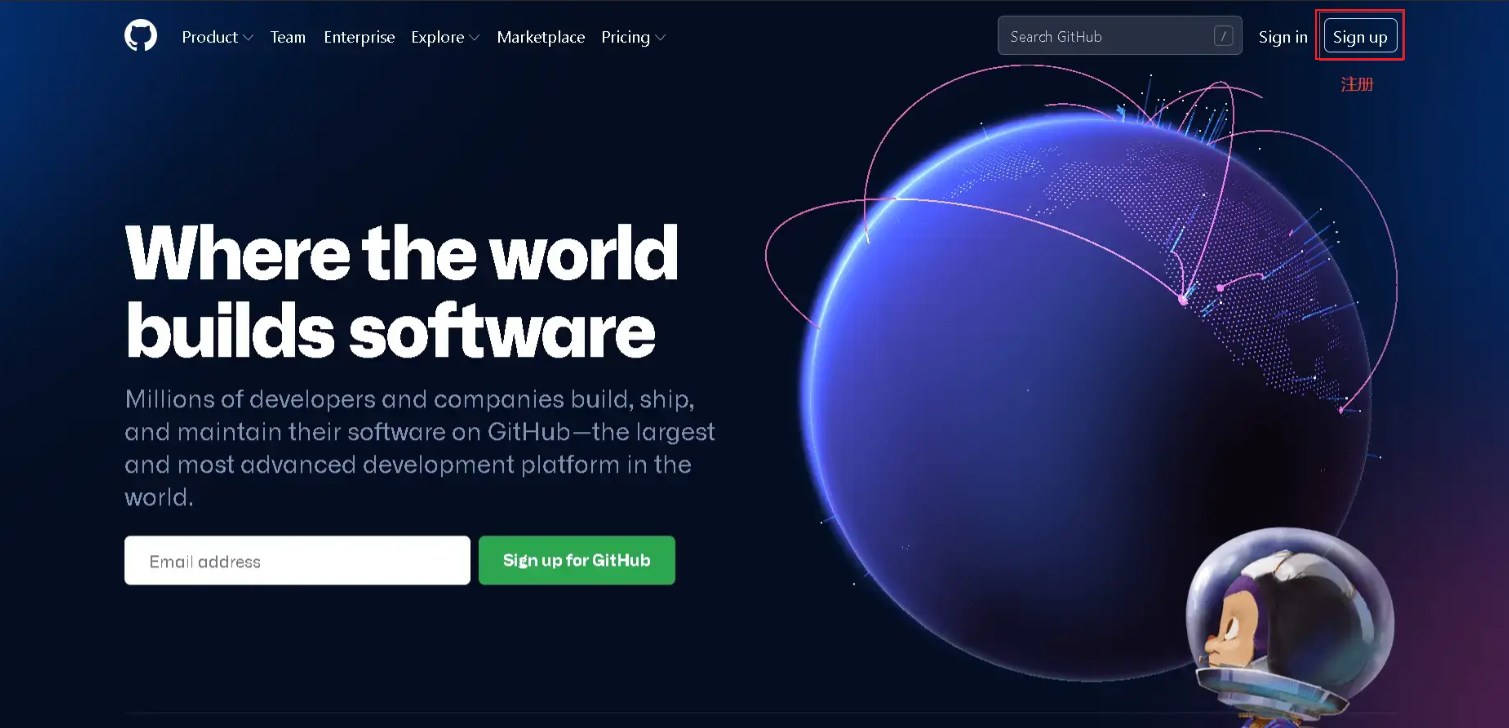 Product Team Enterprise Explore Marketplace Pricing Search GitHub / Sign in Sign up
注册
Where the world
builds software
Millions of developers and companies build, ship,
and maintain their software on GitHub—the largest
and most advanced development platform in the
world.
Email address Sign up for GitHub